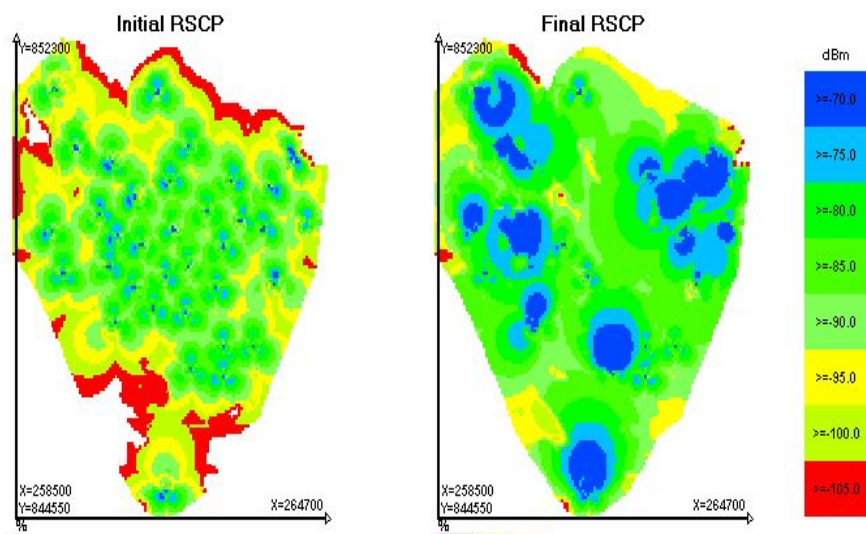 Initial RSCP
Y=852300
X=258500
Y=844550
X=264700
%
Final RSCP
Y=852300
X=258500
Y=844550
X=264700
%
dBm
>=-70.0
>=-75.0
>=-80.0
>=-85.0
>=-90.0
>=-95.0
>=-100.0
>=-105.0